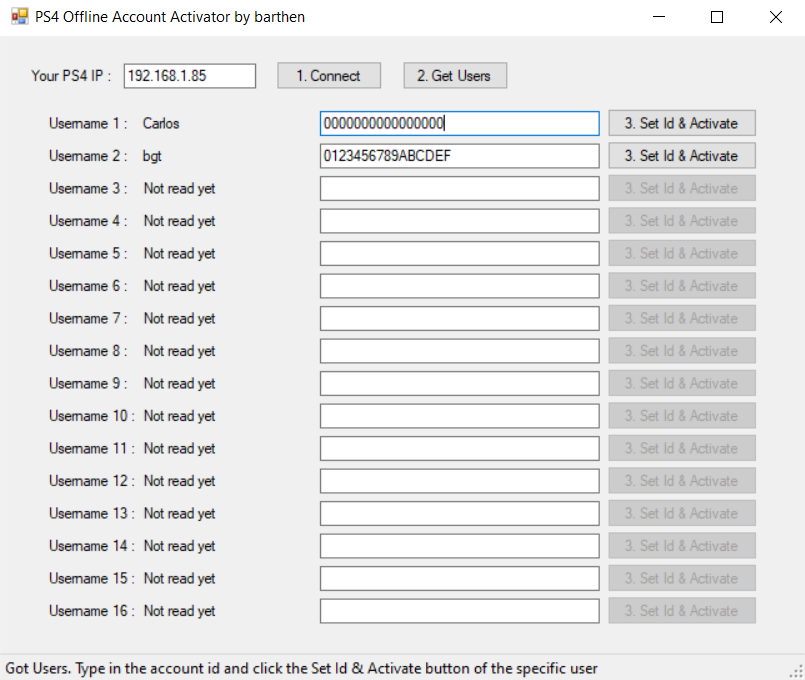 PS4 Offline Account Activator by barthen
Your PS4 IP : 192.168.1.85 1. Connect 2. Get Users
Username 1 : Carlos 0000000000000000 3. Set Id & Activate
Username 2 : bgt 0123456789ABCDEF 3. Set Id & Activate
Username 3 : Not read yet 3. Set Id & Activate
Username 4 : Not read yet 3. Set Id & Activate
Username 5 : Not read yet 3. Set Id & Activate
Username 6 : Not read yet 3. Set Id & Activate
Username 7 : Not read yet 3. Set Id & Activate
Username 8 : Not read yet 3. Set Id & Activate
Username 9 : Not read yet 3. Set Id & Activate
Username 10 : Not read yet 3. Set Id & Activate
Username 11 : Not read yet 3. Set Id & Activate
Username 12 : Not read yet 3. Set Id & Activate
Username 13 : Not read yet 3. Set Id & Activate
Username 14 : Not read yet 3. Set Id & Activate
Username 15 : Not read yet 3. Set Id & Activate
Username 16 : Not read yet 3. Set Id & Activate
Got Users. Type in the account id and click the Set Id & Activate button of the specific user